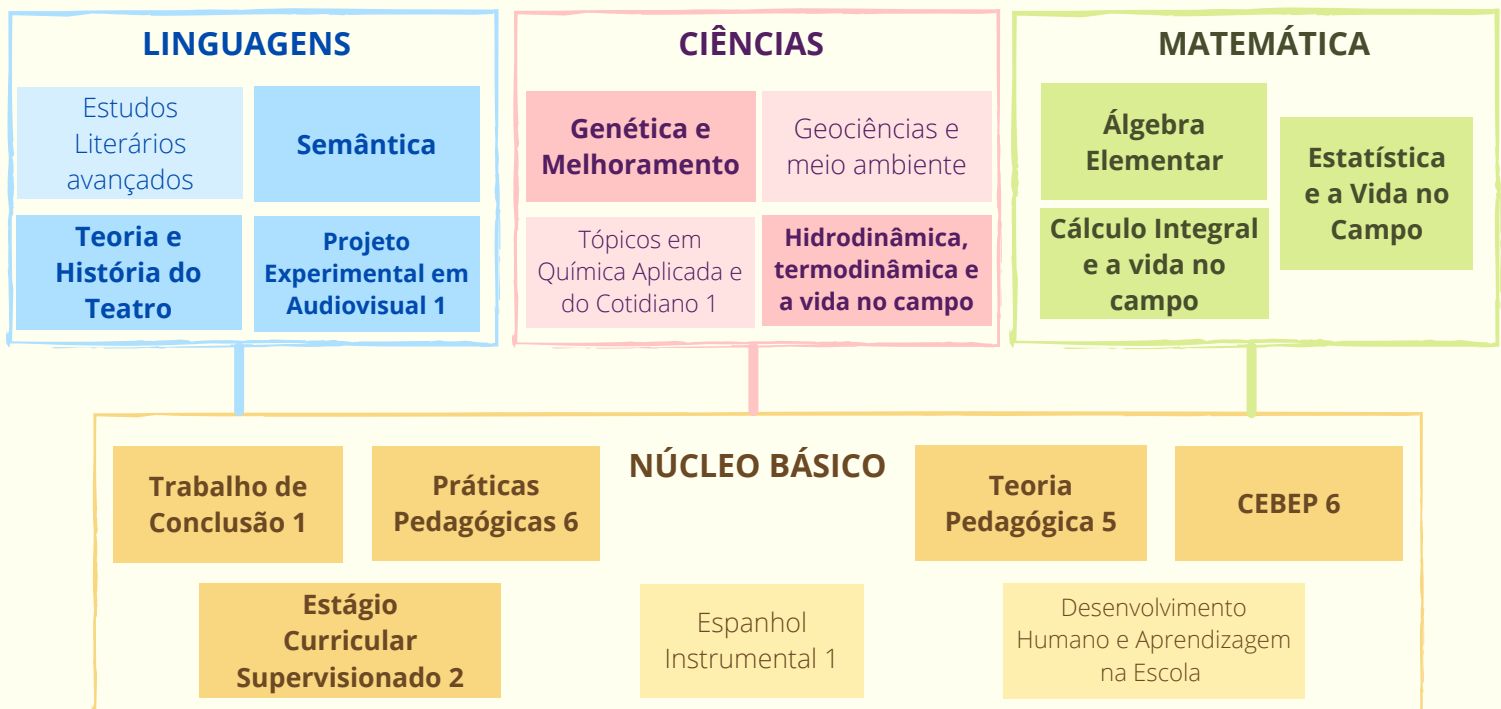 LINGUAGENS
Estudos
Literários
avançados
Semântica
Teoria e
História do
Teatro
Projeto
Experimental em
Audiovisual 1
CIÊNCIAS
Genética e
Melhoramento
Geociências e
meio ambiente
Tópicos em
Química Aplicada e
do Cotidiano 1
Hidrodinâmica,
termodinâmica e
a vida no campo
MATEMÁTICA
Álgebra
Elementar
Cálculo Integral
e a vida no
campo
Estatística
e a Vida no
Campo
NÚCLEO BÁSICO
Trabalho de
Conclusão 1
Práticas
Pedagógicas 6
Teoria
Pedagógica 5
CEBEP 6
Estágio
Curricular
Supervisionado 2
Espanhol
Instrumental 1
Desenvolvimento
Humano e Aprendizagem
na Escola